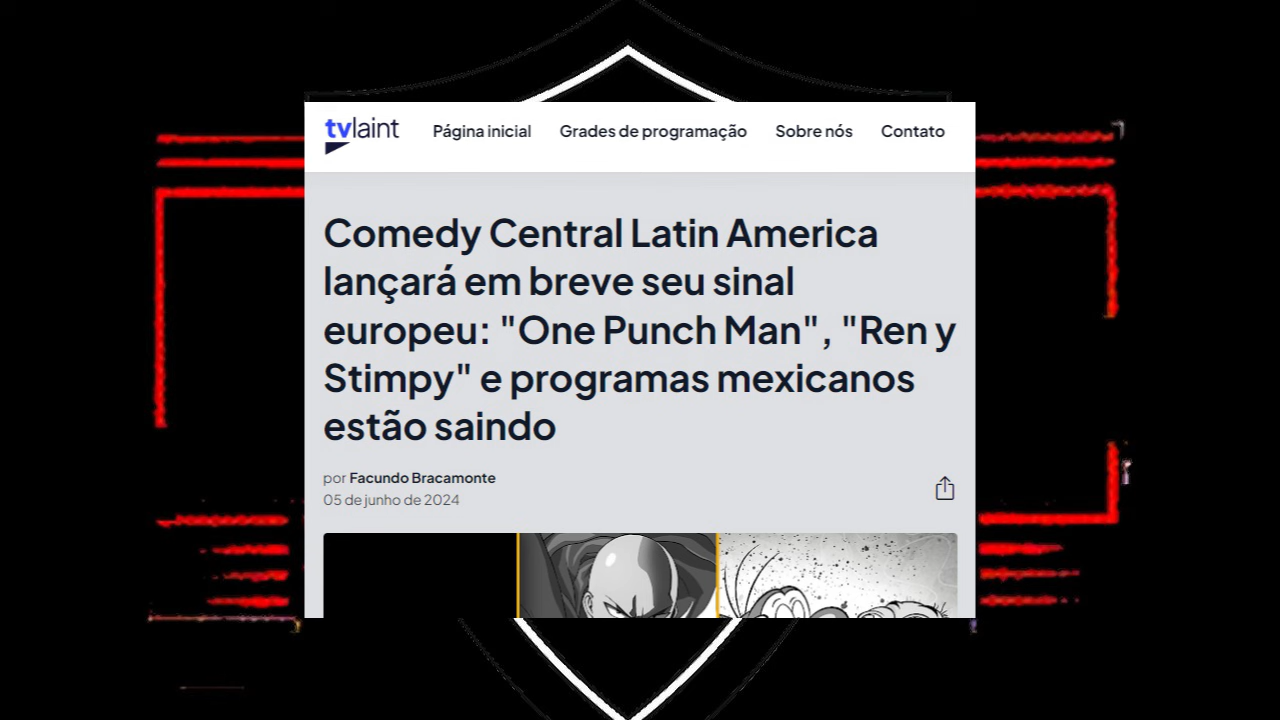 tvlaint
Página inicial
Grades de programação
Sobre nós
Contato
Comedy Central Latin America
lançará em breve seu sinal
europeu: "One Punch Man", "Ren y
Stimpy" e programas mexicanos
estão saindo
por Facundo Bracamonte
05 de junho de 2024